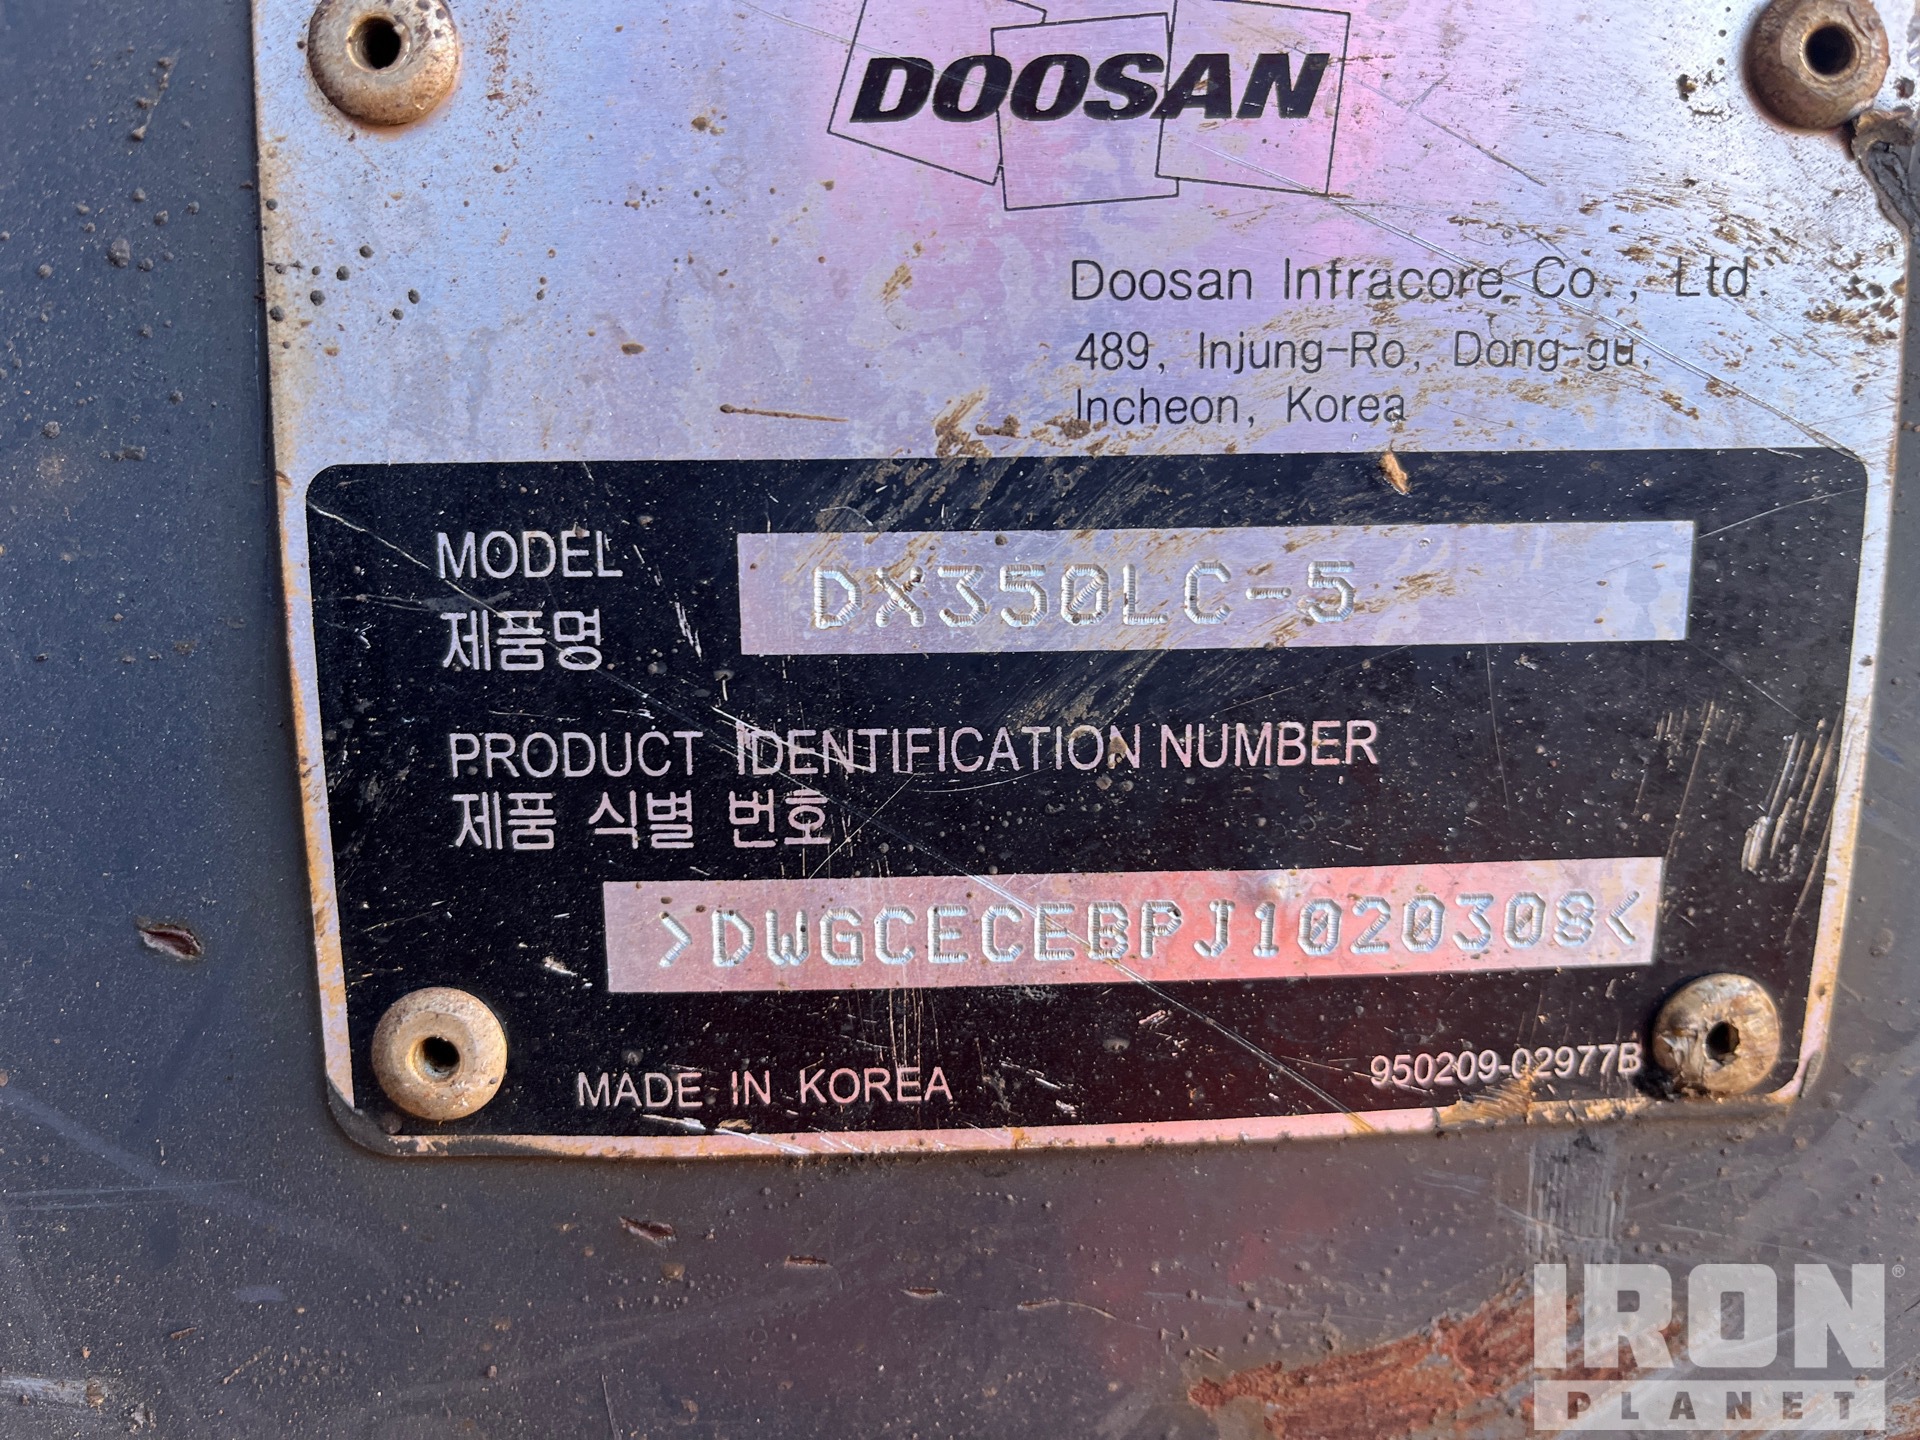 DOOSAN
Doosan Infracore Co., Ltd.
489, Injung-Ro, Dong-gu,
Incheon, Korea
MODEL DX350LC-5
제품명
PRODUCT IDENTIFICATION NUMBER
제품 식별 번호
>DWGCECEBPJ1020308<
MADE IN KOREA 950209-02977B
IRON®
PLANET